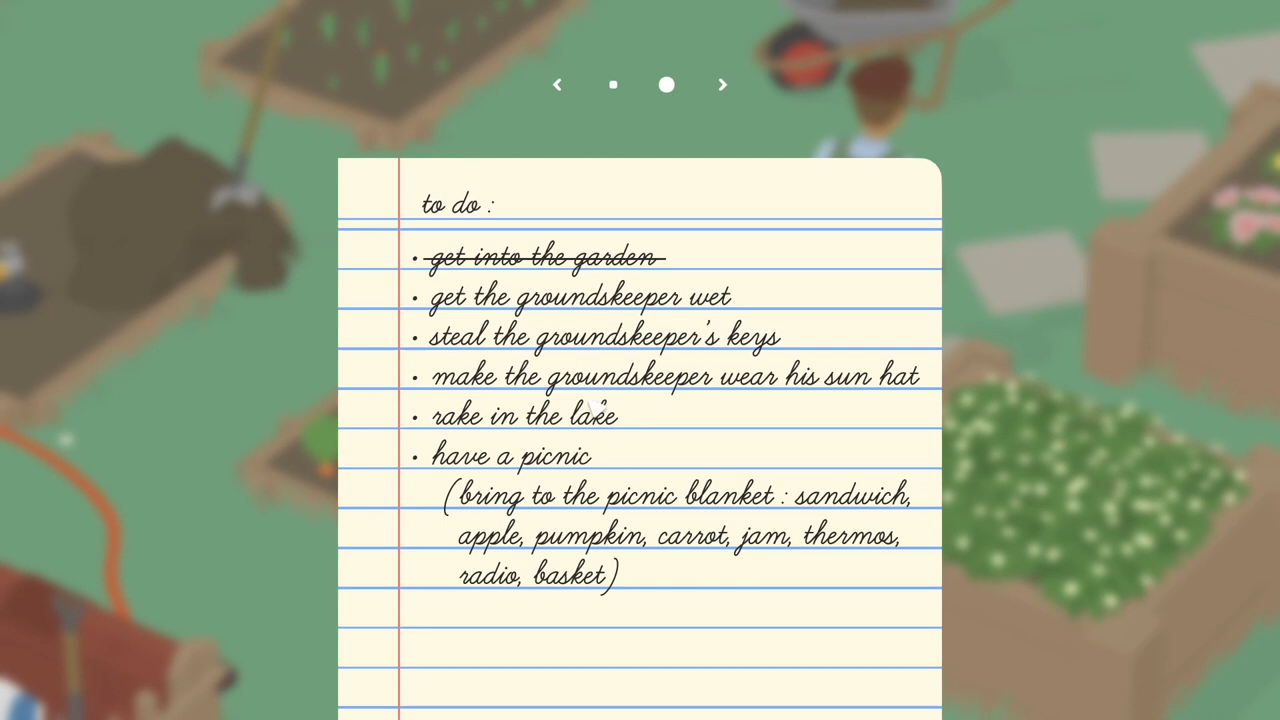 to do :
• get into the garden
• get the groundskeeper wet
• steal the groundskeeper's keys
• make the groundskeeper wear his sun hat
• rake in the lake
• have a picnic
(bring to the picnic blanket : sandwich,
apple, pumpkin, carrot, jam, thermos,
radio, basket)